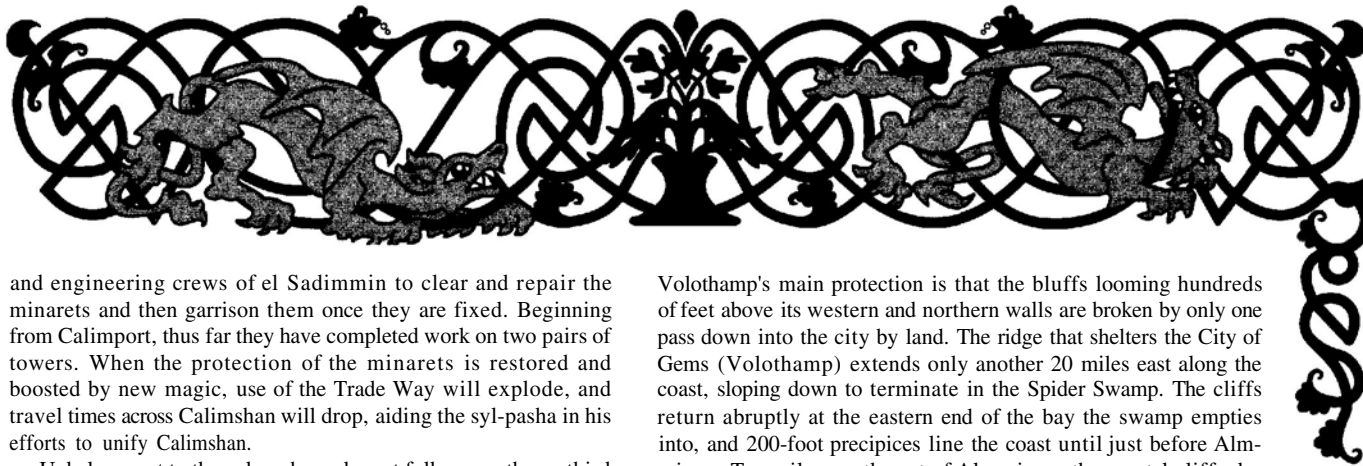 and engineering crews of el Sadimmin to clear and repair the
minarets and then garrison them once they are fixed. Beginning
from Calimport, thus far they have completed work on two pairs of
towers. When the protection of the minarets is restored and
boosted by new magic, use of the Trade Way will explode, and
travel times across Calimshan will drop, aiding the syl-pasha in his
efforts to unify Calimshan.
Volothamp's main protection is that the bluffs looming hundreds
of feet above its western and northern walls are broken by only one
pass down into the city by land. The ridge that shelters the City of
Gems (Volothamp) extends only another 20 miles east along the
coast, sloping down to terminate in the Spider Swamp. The cliffs
return abruptly at the eastern end of the bay the swamp empties
into, and 200-foot precipices line the coast until just before Alm-